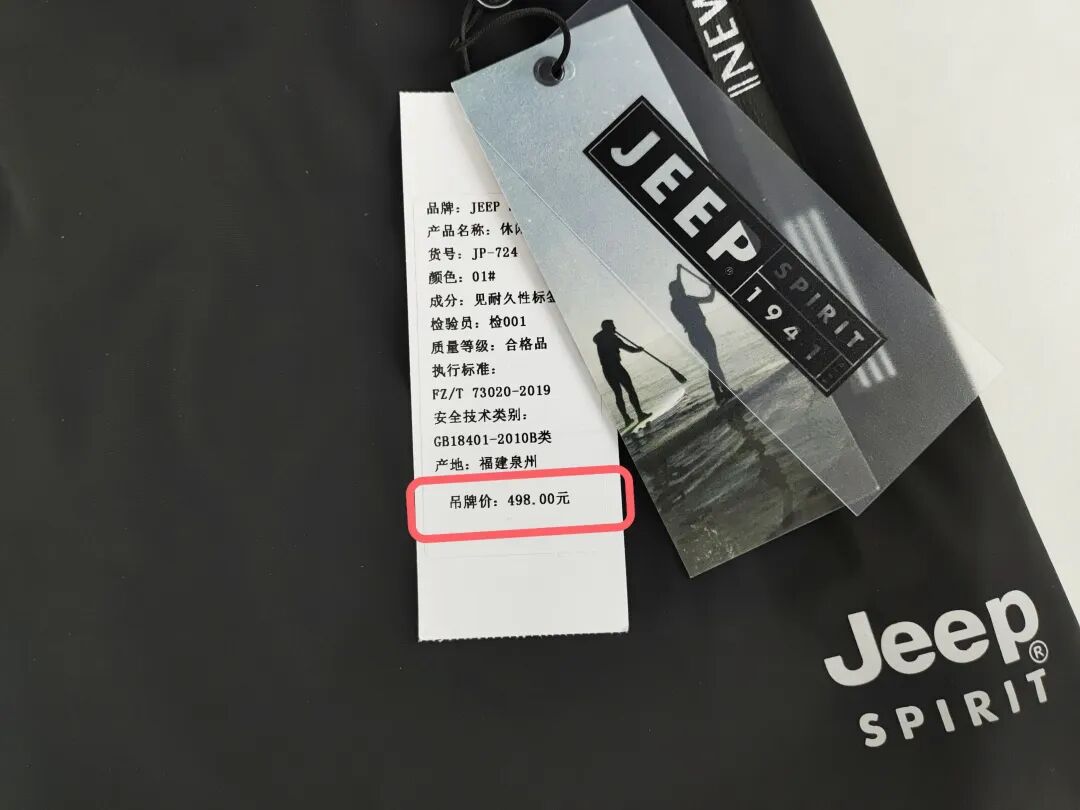 NEW
品牌：JEEP
产品名称：休
货号：JP-724
颜色：01#
成分：见耐久性标签
检验员：检001
质量等级：合格品
执行标准：
FZ/T 73020-2019
安全技术类别：
GB18401-2010B类
产地：福建泉州
吊牌价：498.00元
JEEP®
SPIRIT
1941
Jeep®
SPIRIT